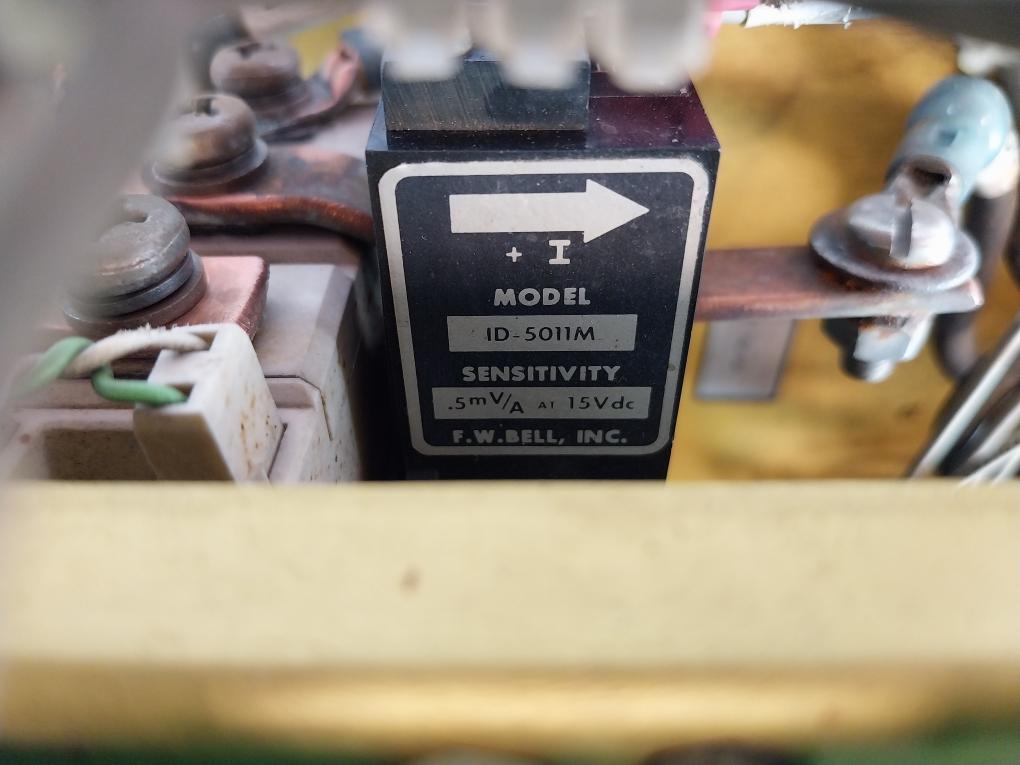 + I
MODEL
ID-5011M
SENSITIVITY
.5mV/A AT 15Vdc
F.W.BELL, INC.